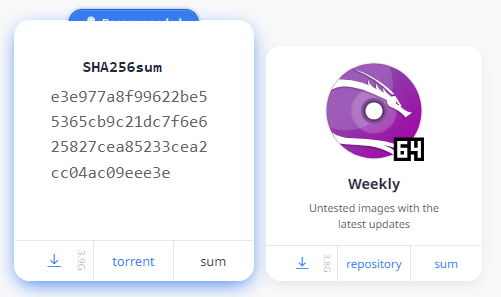 SHA256sum
e3e977a8f99622be5
5365cb9c21dc7f6e6
25827cea85233cea2
cc04ac09eee3e
3.9G
torrent
sum
64
Weekly
Untested images with the
latest updates
3.8G
repository
sum